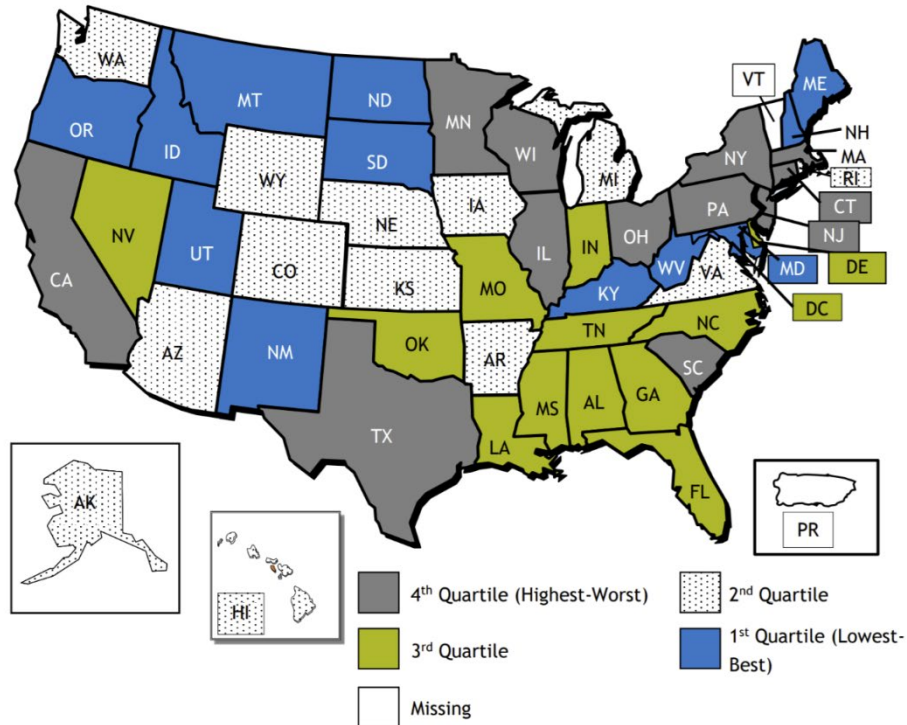 WA
VT
ME
MT
ND
OR
MN
NH
ID
SD
WI
NY
MA
WY
MI
RI
CT
IA
PA
NE
NJ
NV
OH
IL
IN
UT
DE
CO
WV
MD
CA
VA
KS
MO
KY
DC
NC
TN
OK
AZ
NM
AR
SC
MS
AL
GA
TX
LA
FL
AK
PR
HI
4th Quartile (Highest-Worst)
2nd Quartile
3rd Quartile
1st Quartile (Lowest-
Best)
Missing